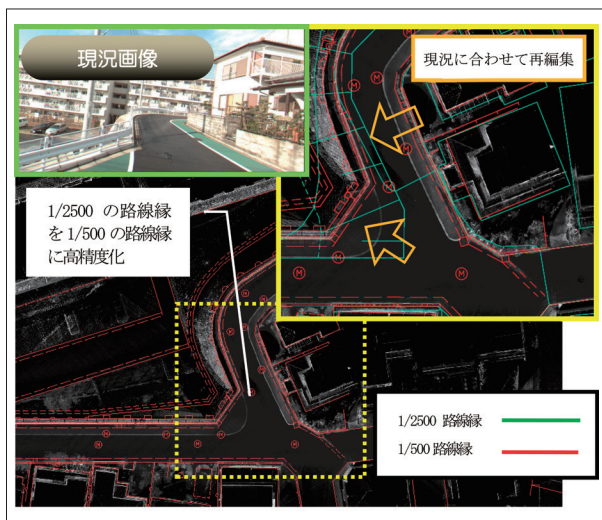 現況画像
現況に合わせて再編集
1/2500 の路線縁
を 1/500 の路線縁
に高精度化
1/2500 路線縁
1/500 路線縁
Ⓜ
Ⓜ
Ⓜ
Ⓜ
Ⓜ
Ⓜ